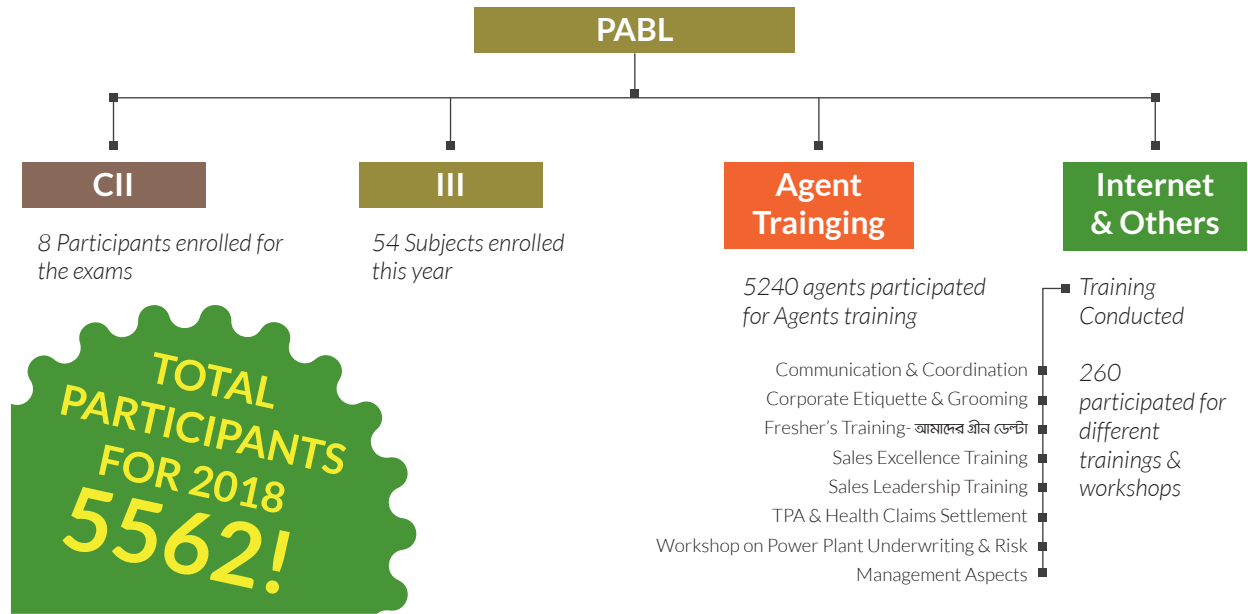 PABL
CII
8 Participants enrolled for
the exams
III
54 Subjects enrolled
this year
Agent
Trainging
5240 agents participated
for Agents training
Internet
& Others
Training
Conducted
260
participated for
different
trainings &
workshops
Communication & Coordination
Corporate Etiquette & Grooming
Fresher's Training- আমাদের গ্রীন ডেল্টা
Sales Excellence Training
Sales Leadership Training
TPA & Health Claims Settlement
Workshop on Power Plant Underwriting & Risk
Management Aspects
TOTAL
PARTICIPANTS
FOR 2018
5562!